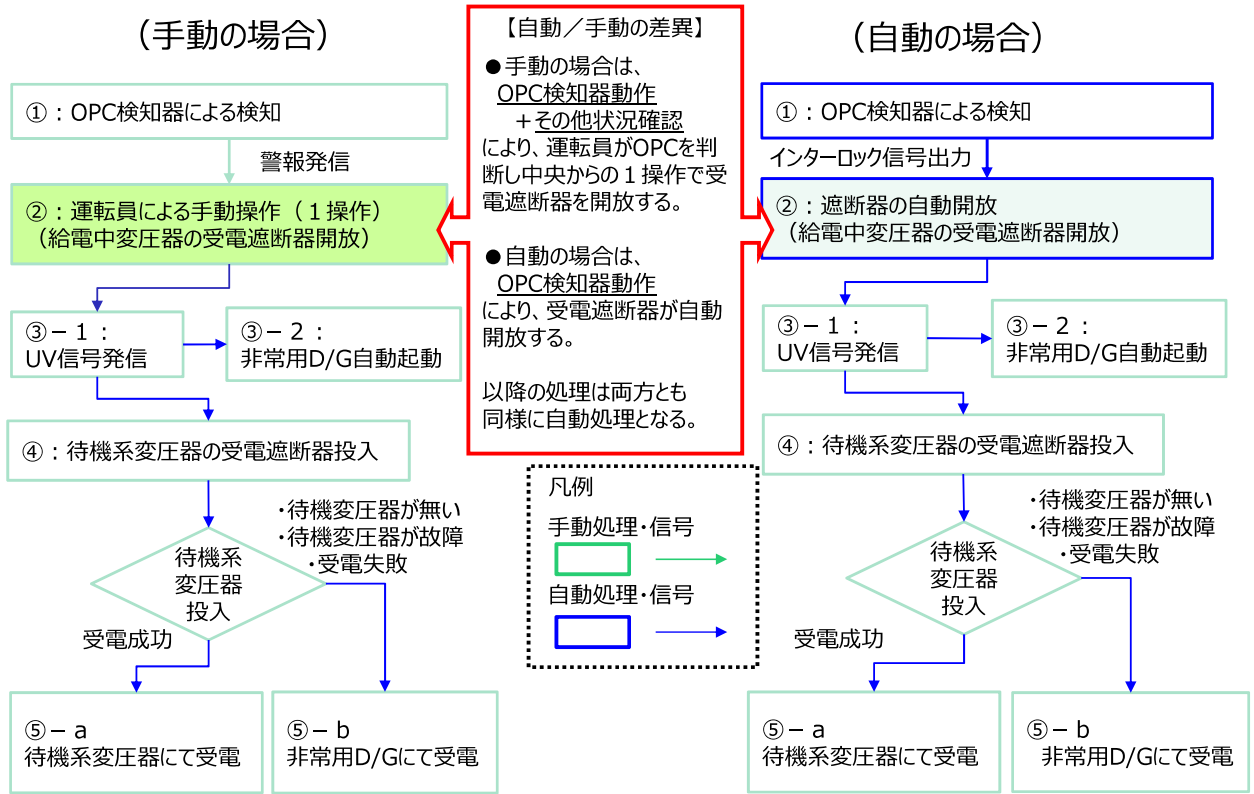 (手動の場合)
①:OPC検知器による検知
警報発信
②:運転員による手動操作(1操作)
(給電中変圧器の受電遮断器開放)
③-1:
UV信号発信
③-2:
非常用D/G自動起動
④:待機系変圧器の受電遮断器投入
・待機変圧器が無い
・待機変圧器が故障
・受電失敗
待機系
変圧器
投入
受電成功
⑤-a
待機系変圧器にて受電
⑤-b
非常用D/Gにて受電
【自動/手動の差異】
●手動の場合は、
OPC検知器動作
+その他状況確認
により、運転員がOPCを判
断し中央からの1操作で受
電遮断器を開放する。
●自動の場合は、
OPC検知器動作
により、受電遮断器が自動
開放する。
以降の処理は両方とも
同様に自動処理となる。
凡例
手動処理・信号
自動処理・信号
(自動の場合)
①:OPC検知器による検知
インターロック信号出力
②:遮断器の自動開放
(給電中変圧器の受電遮断器開放)
③-1:
UV信号発信
③-2:
非常用D/G自動起動
④:待機系変圧器の受電遮断器投入
・待機変圧器が無い
・待機変圧器が故障
・受電失敗
待機系
変圧器
投入
受電成功
⑤-a
待機系変圧器にて受電
⑤-b
非常用D/Gにて受電